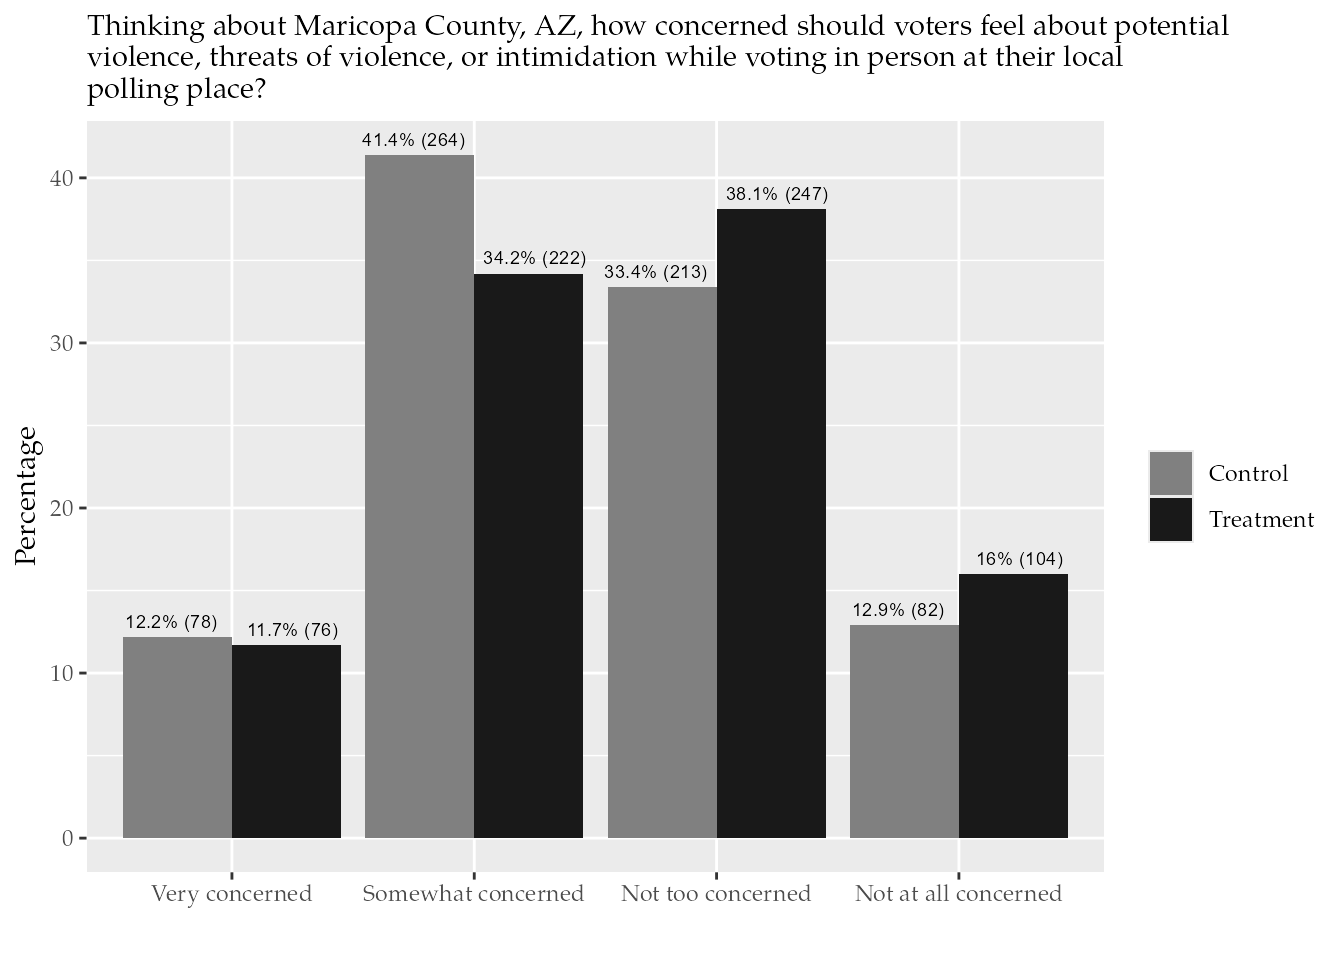 Thinking about Maricopa County, AZ, how concerned should voters feel about potential
violence, threats of violence, or intimidation while voting in person at their local
polling place?
41.4% (264)
38.1% (247)
34.2% (222)
33.4% (213)
16% (104)
12.9% (82)
12.2% (78)
11.7% (76)
40
30
20
10
0
Percentage
Control
Treatment
Very concerned
Somewhat concerned
Not too concerned
Not at all concerned